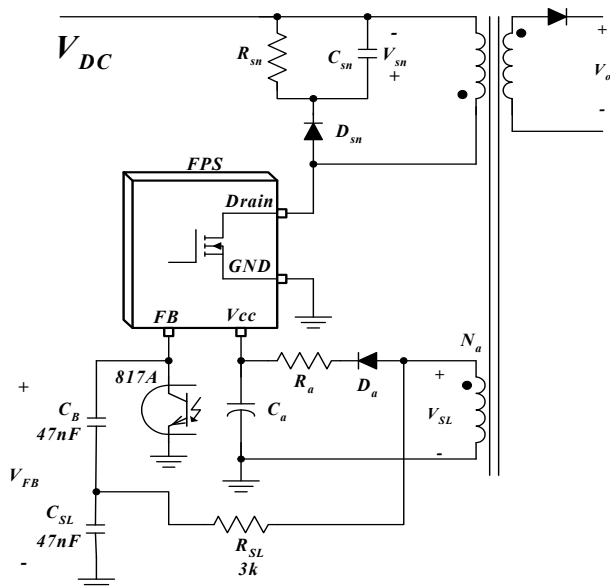 V_DC
R_sn
C_sn
-
V_sn
+
+
V_o
-
D_sn
FPS
Drain
GND
FB
Vcc
817A
R_a
D_a
N_a
+
V_SL
-
C_a
+
C_B
47nF
V_FB
C_SL
47nF
-
R_SL
3k